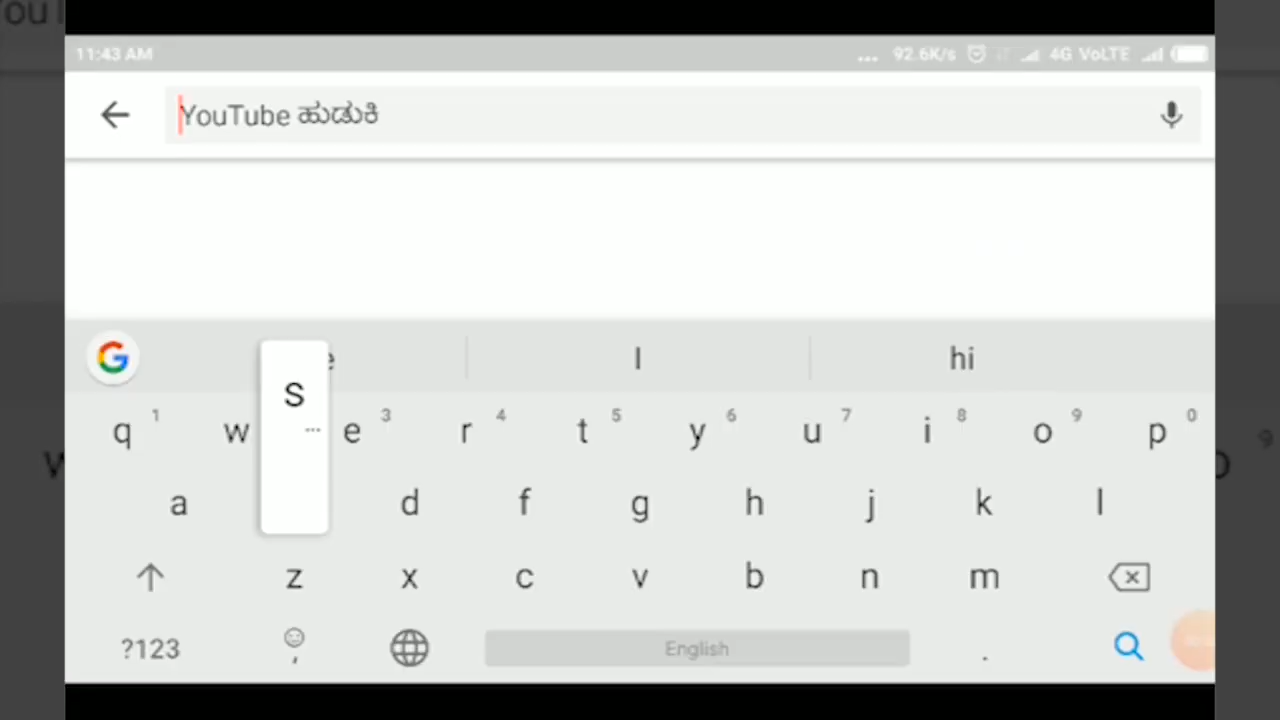 11:43 AM ... 92.6K/s 4G VoLTE
YouTube ಹುಡುಕಿ
I hi
S
q 1 w e 3 r 4 t 5 y 6 u 7 i 8 o 9 p 0
a d f g h j k l
z x c v b n m
?123 , English .